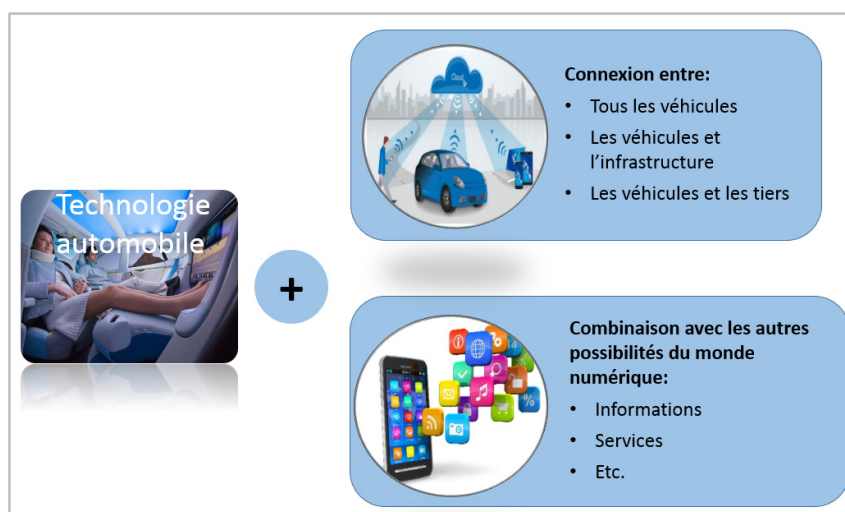 Technologie
automobile
+
Cloud
Connexion entre:
• Tous les véhicules
• Les véhicules et
l’infrastructure
• Les véhicules et les tiers
Combinaison avec les autres
possibilités du monde
numérique:
• Informations
• Services
• Etc.